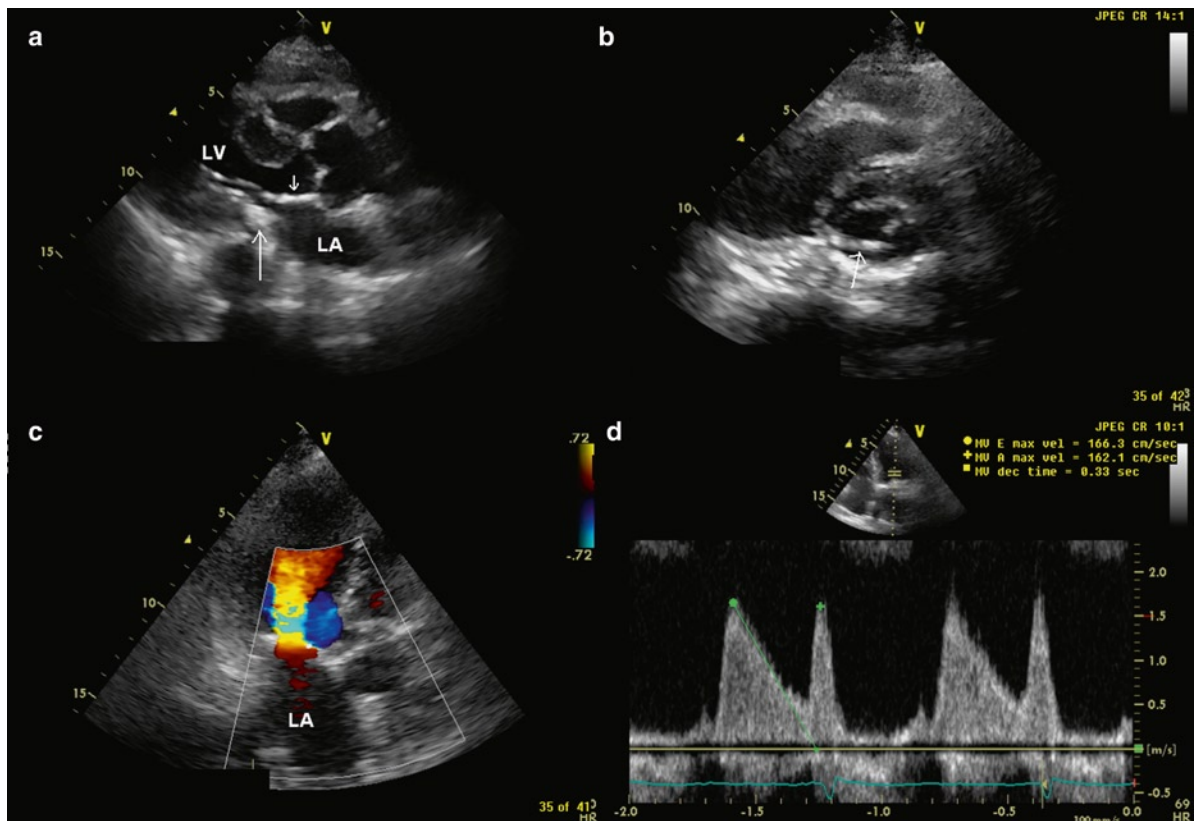 a
V
5
LV
10
LA
15
b
V
JPEG CR 14:1
5
10
35 of 42
HR
c
V
.72
-.72
5
10
15
LA
35 of 41
HR
d
V
JPEG CR 10:1
MV E max vel = 166.3 cm/sec
MV A max vel = 162.1 cm/sec
MV dec time = 0.33 sec
5
10
15
2.0
1.5
1.0
0.5
[m/s]
-0.5
-2.0 -1.5 -1.0 -0.5 0.0
69
HR